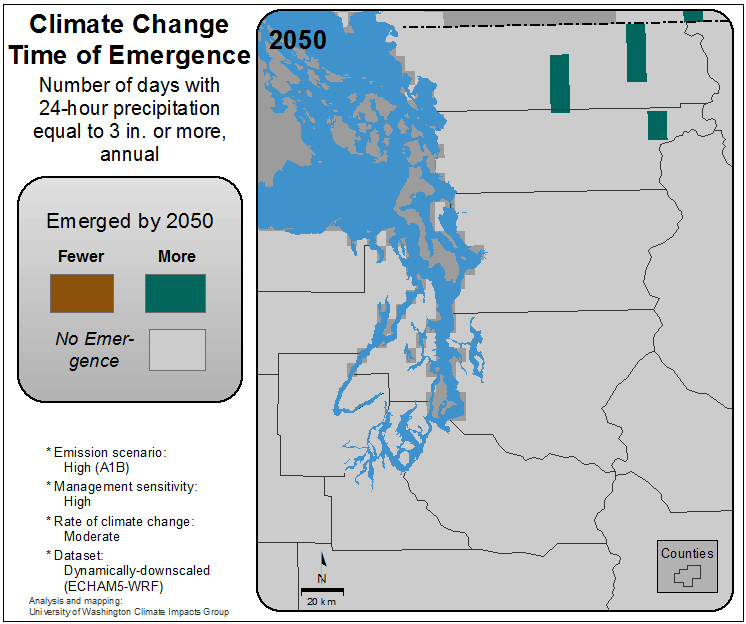 Climate Change
Time of Emergence
Number of days with
24-hour precipitation
equal to 3 in. or more,
annual
2050
Emerged by 2050
Fewer More
No Emer-
gence
* Emission scenario:
High (A1B)
* Management sensitivity:
High
* Rate of climate change:
Moderate
* Dataset:
Dynamically-downscaled
(ECHAM5-WRF)
Analysis and mapping:
University of Washington Climate Impacts Group
N
20 km
Counties